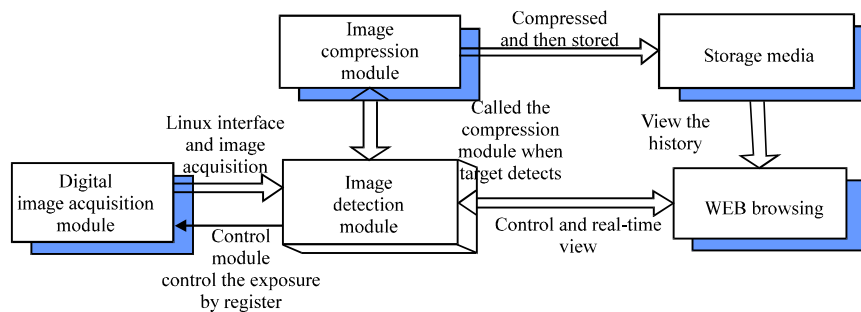 Image
compression
module
Compressed
and then stored
Storage media
Linux interface
and image
acquisition
Called the
compression
module when
target detects
View the
history
Digital
image acquisition
module
Image
detection
module
WEB browsing
Control and real-time
view
Control
module
control the exposure
by register